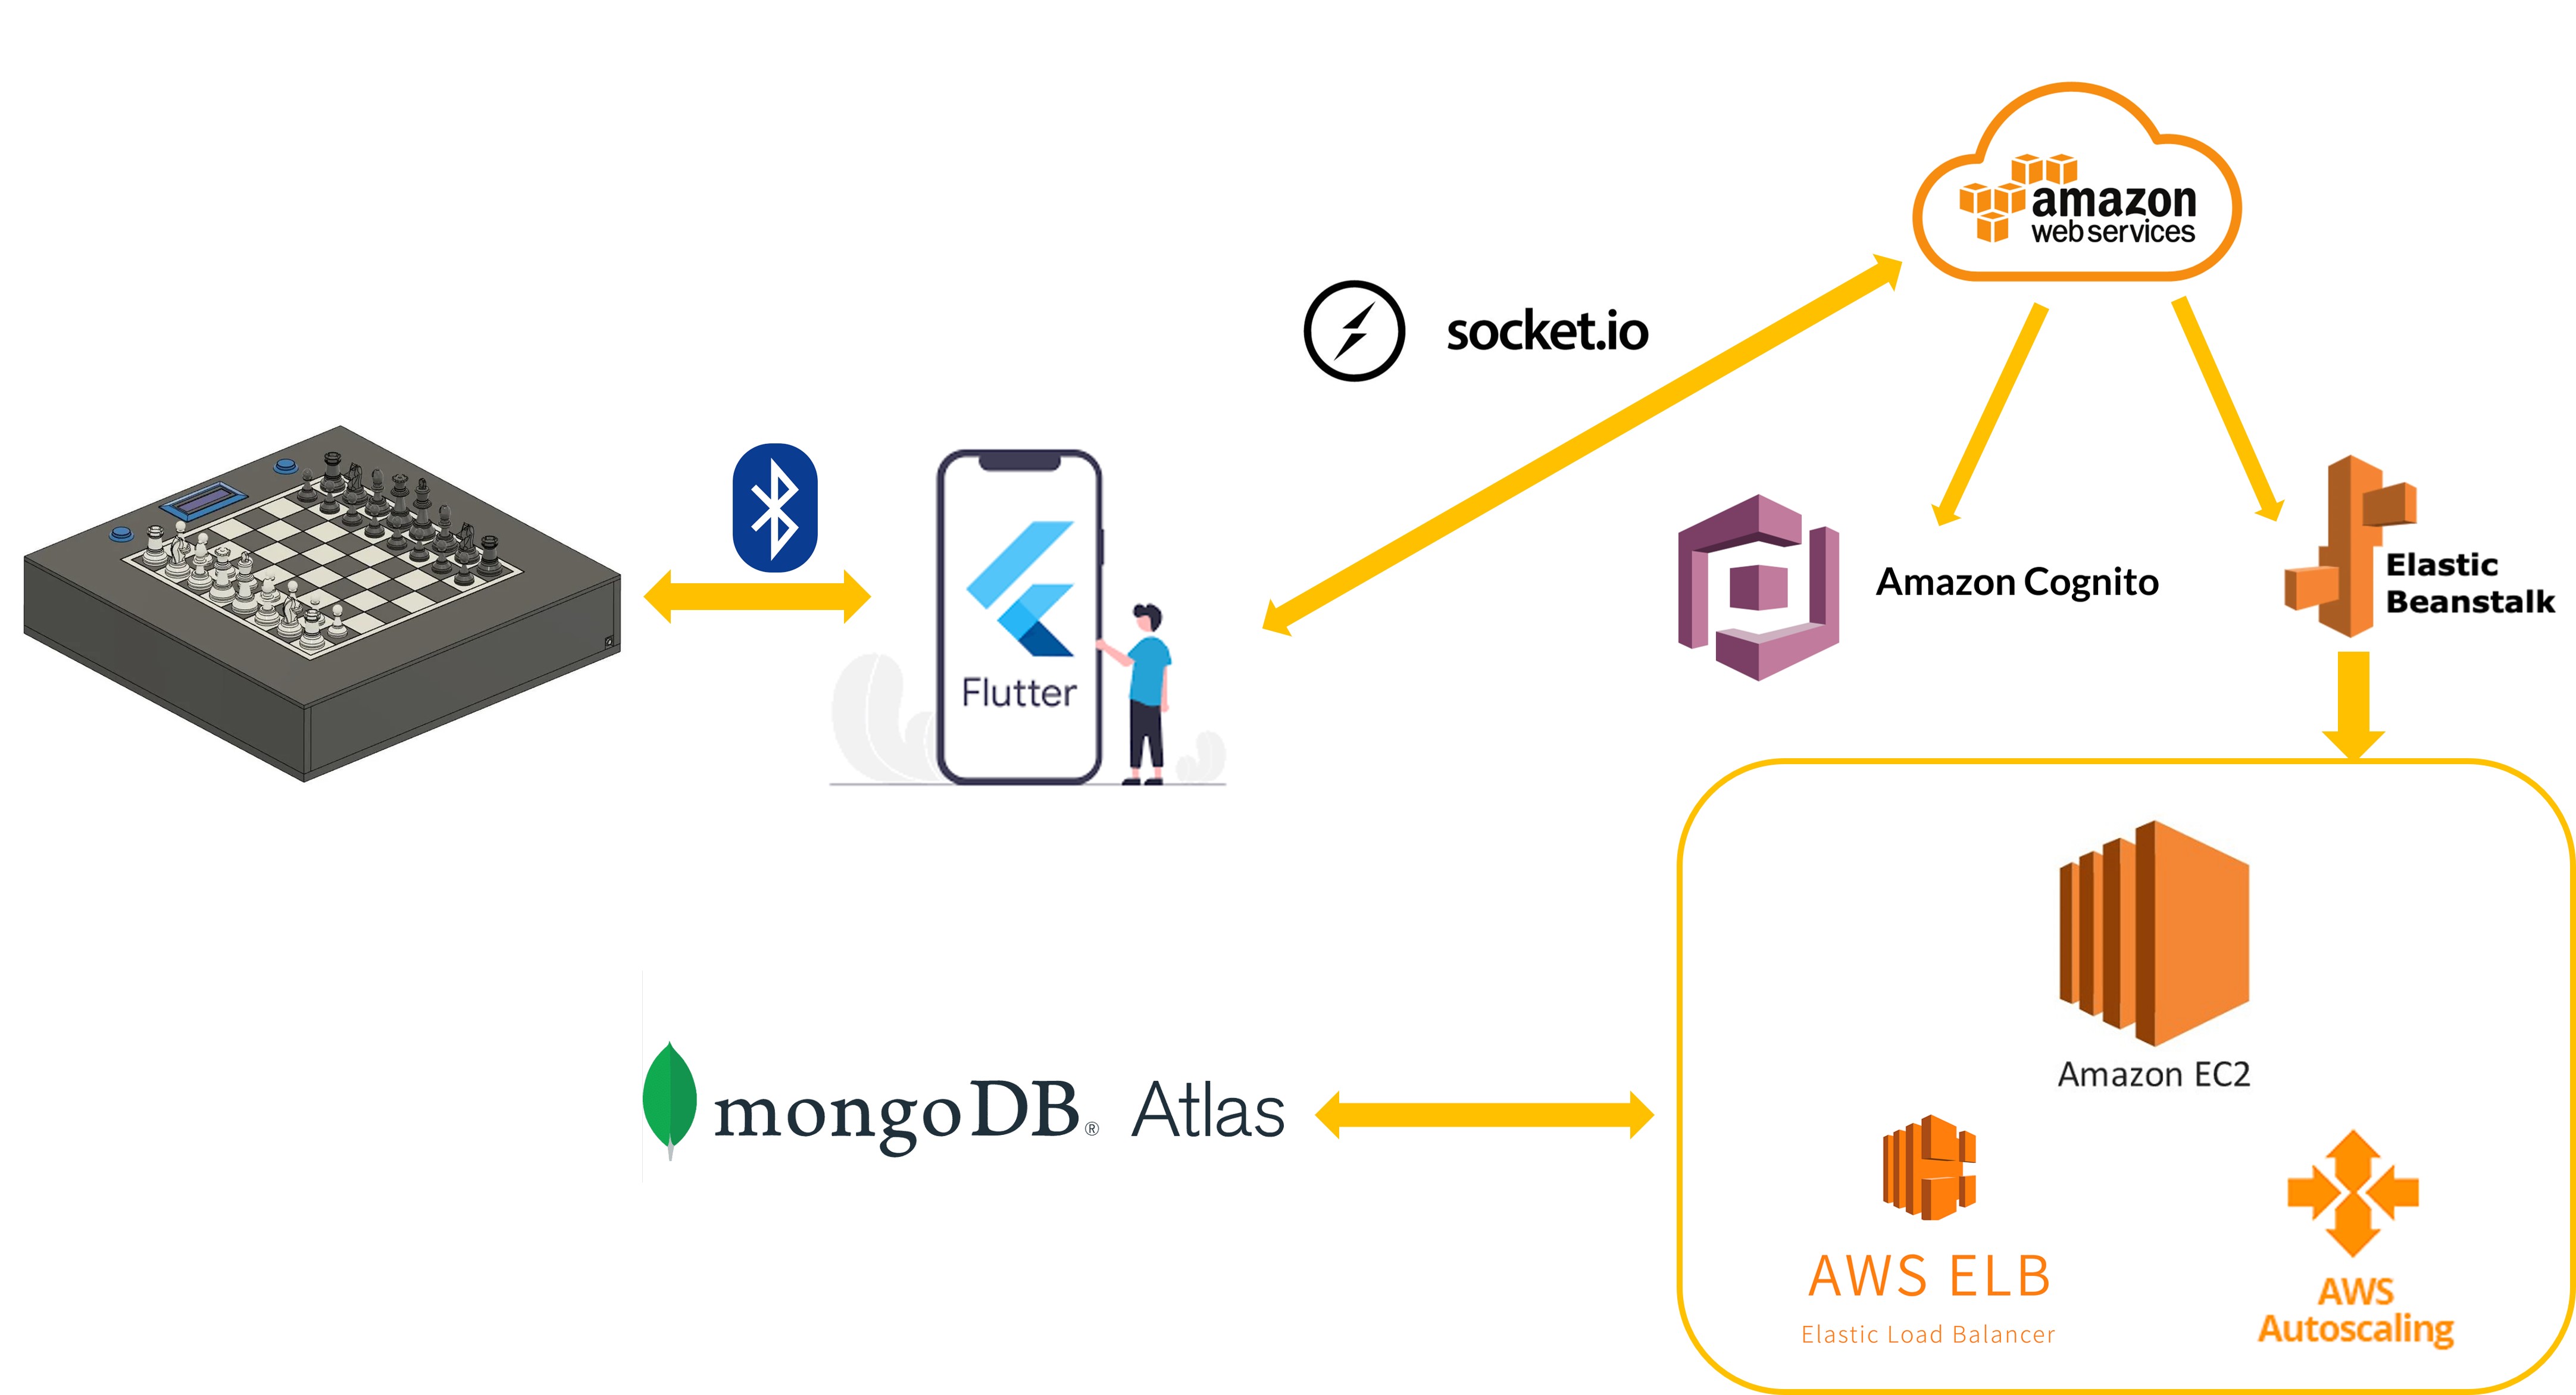 amazon
web services
socket.io
Flutter
Amazon Cognito
Elastic
Beanstalk
Amazon EC2
mongoDB® Atlas
AWS ELB
Elastic Load Balancer
AWS
Autoscaling